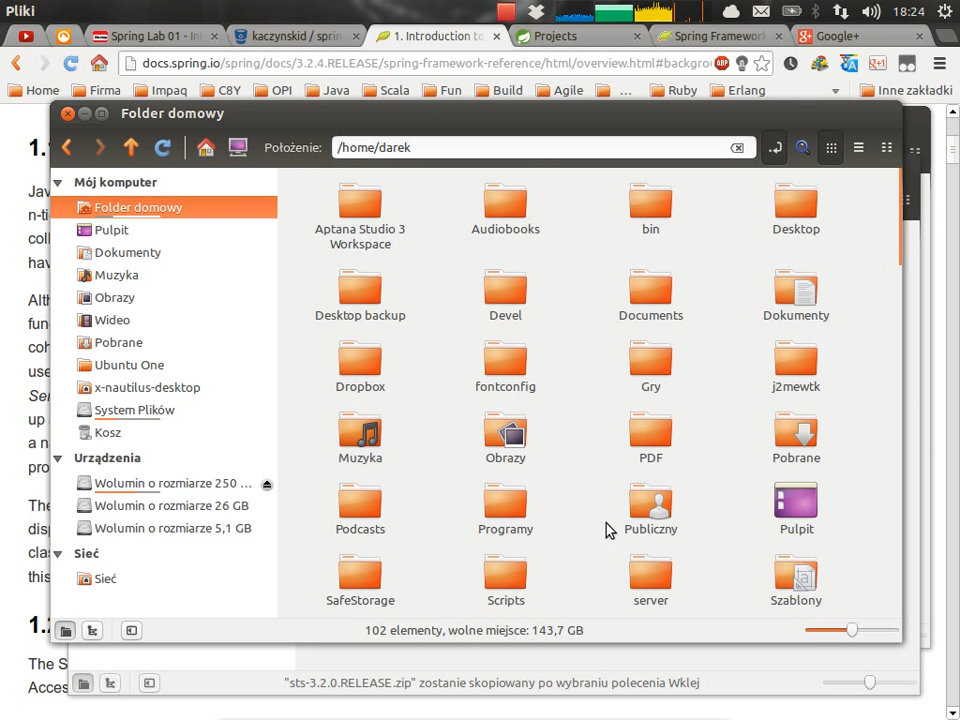 Pliki
18:24
Spring Lab 01 -
kaczynskid / sprin
1. Introduction to
Projects
Spring Framework
Google+
docs.spring.io/spring/docs/3.2.4.RELEASE/spring-framework-reference/html/overview.html#backgrou
Home
Firma
Impaq
C8Y
OPI
Java
Scala
Fun
Build
Agile
...
Ruby
Erlang
Inne zakładki
Folder domowy
Położenie:
/home/darek
Mój komputer
Folder domowy
Pulpit
Dokumenty
Muzyka
Obrazy
Wideo
Pobrane
Ubuntu One
x-nautilus-desktop
System Plików
Kosz
Urządzenia
Wolumin o rozmiarze 250 ...
Wolumin o rozmiarze 26 GB
Wolumin o rozmiarze 5,1 GB
Sieć
Sieć
Aptana Studio 3
Workspace
Audiobooks
bin
Desktop
Desktop backup
Devel
Documents
Dokumenty
Dropbox
fontconfig
Gry
j2mewtk
Muzyka
Obrazy
PDF
Pobrane
Podcasts
Programy
Publiczny
Pulpit
SafeStorage
Scripts
server
Szablony
102 elementy, wolne miejsce: 143,7 GB
The S
Acces
"sts-3.2.0.RELEASE.zip" zostanie skopiowany po wybraniu polecenia Wklej